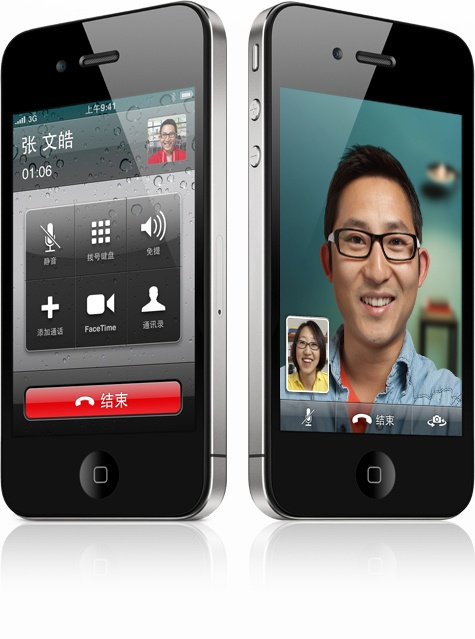 3G 上午9:41
张 文皓
01:06
静音 拨号键盘 免提
添加通话 FaceTime 通讯录
结束
结束